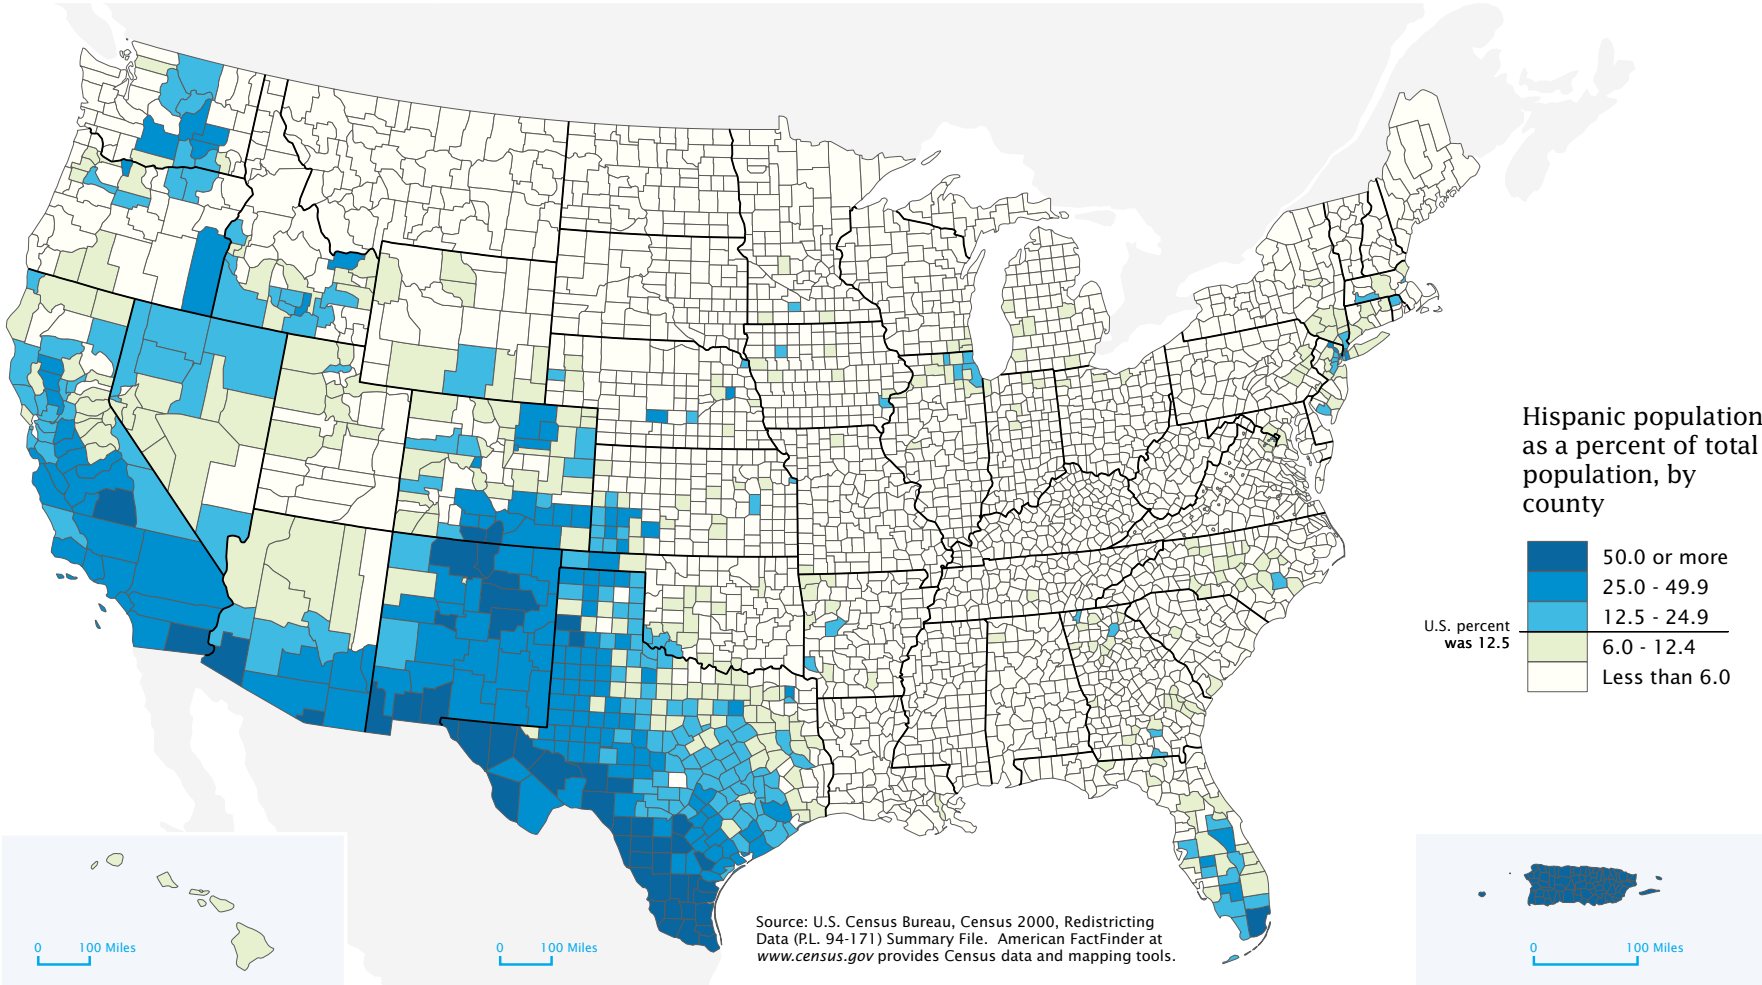 Hispanic population
as a percent of total
population, by
county
50.0 or more
25.0 - 49.9
12.5 - 24.9
U.S. percent
was 12.5
6.0 - 12.4
Less than 6.0
Source: U.S. Census Bureau, Census 2000, Redistricting
Data (P.L. 94-171) Summary File.  American FactFinder at
www.census.gov provides Census data and mapping tools.
0 100 Miles
0 100 Miles
0 100 Miles